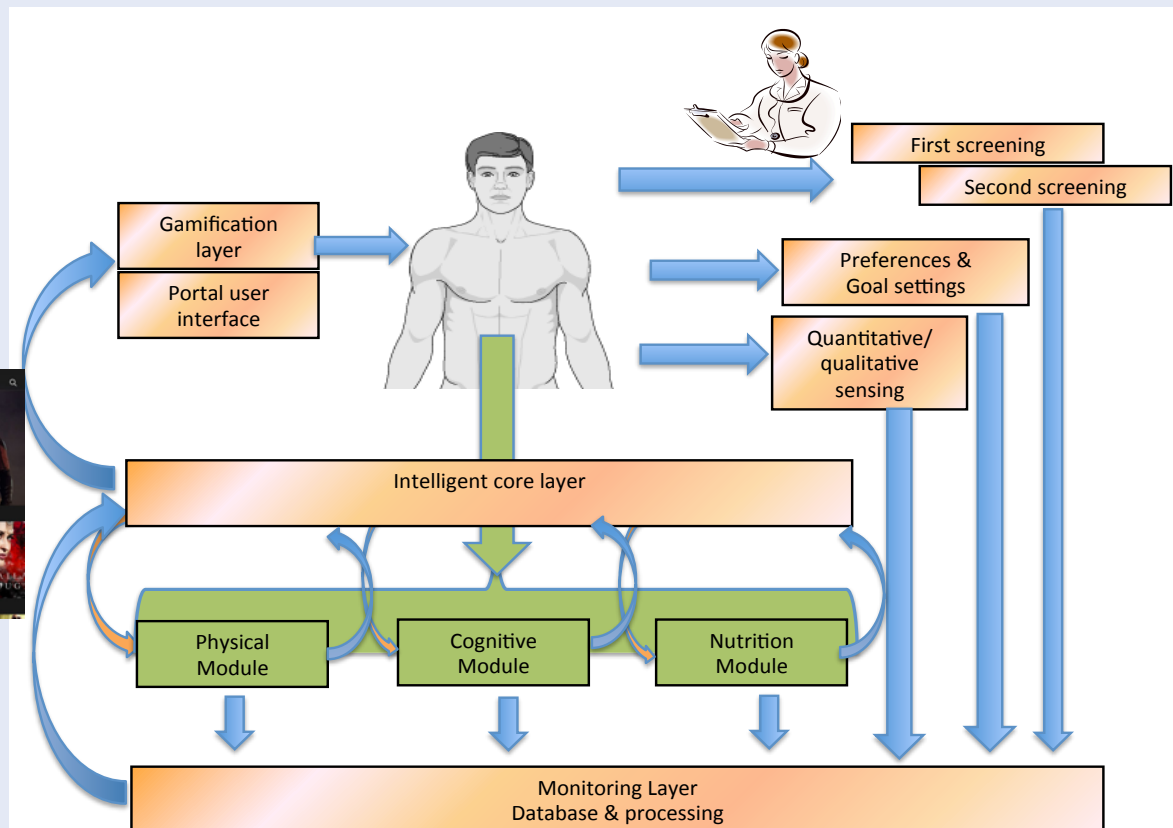 First screening
Second screening
Gamification
layer
Portal user
interface
Preferences &
Goal settings
Quantitative/
qualitative
sensing
Intelligent core layer
Physical
Module
Cognitive
Module
Nutrition
Module
Monitoring Layer
Database & processing